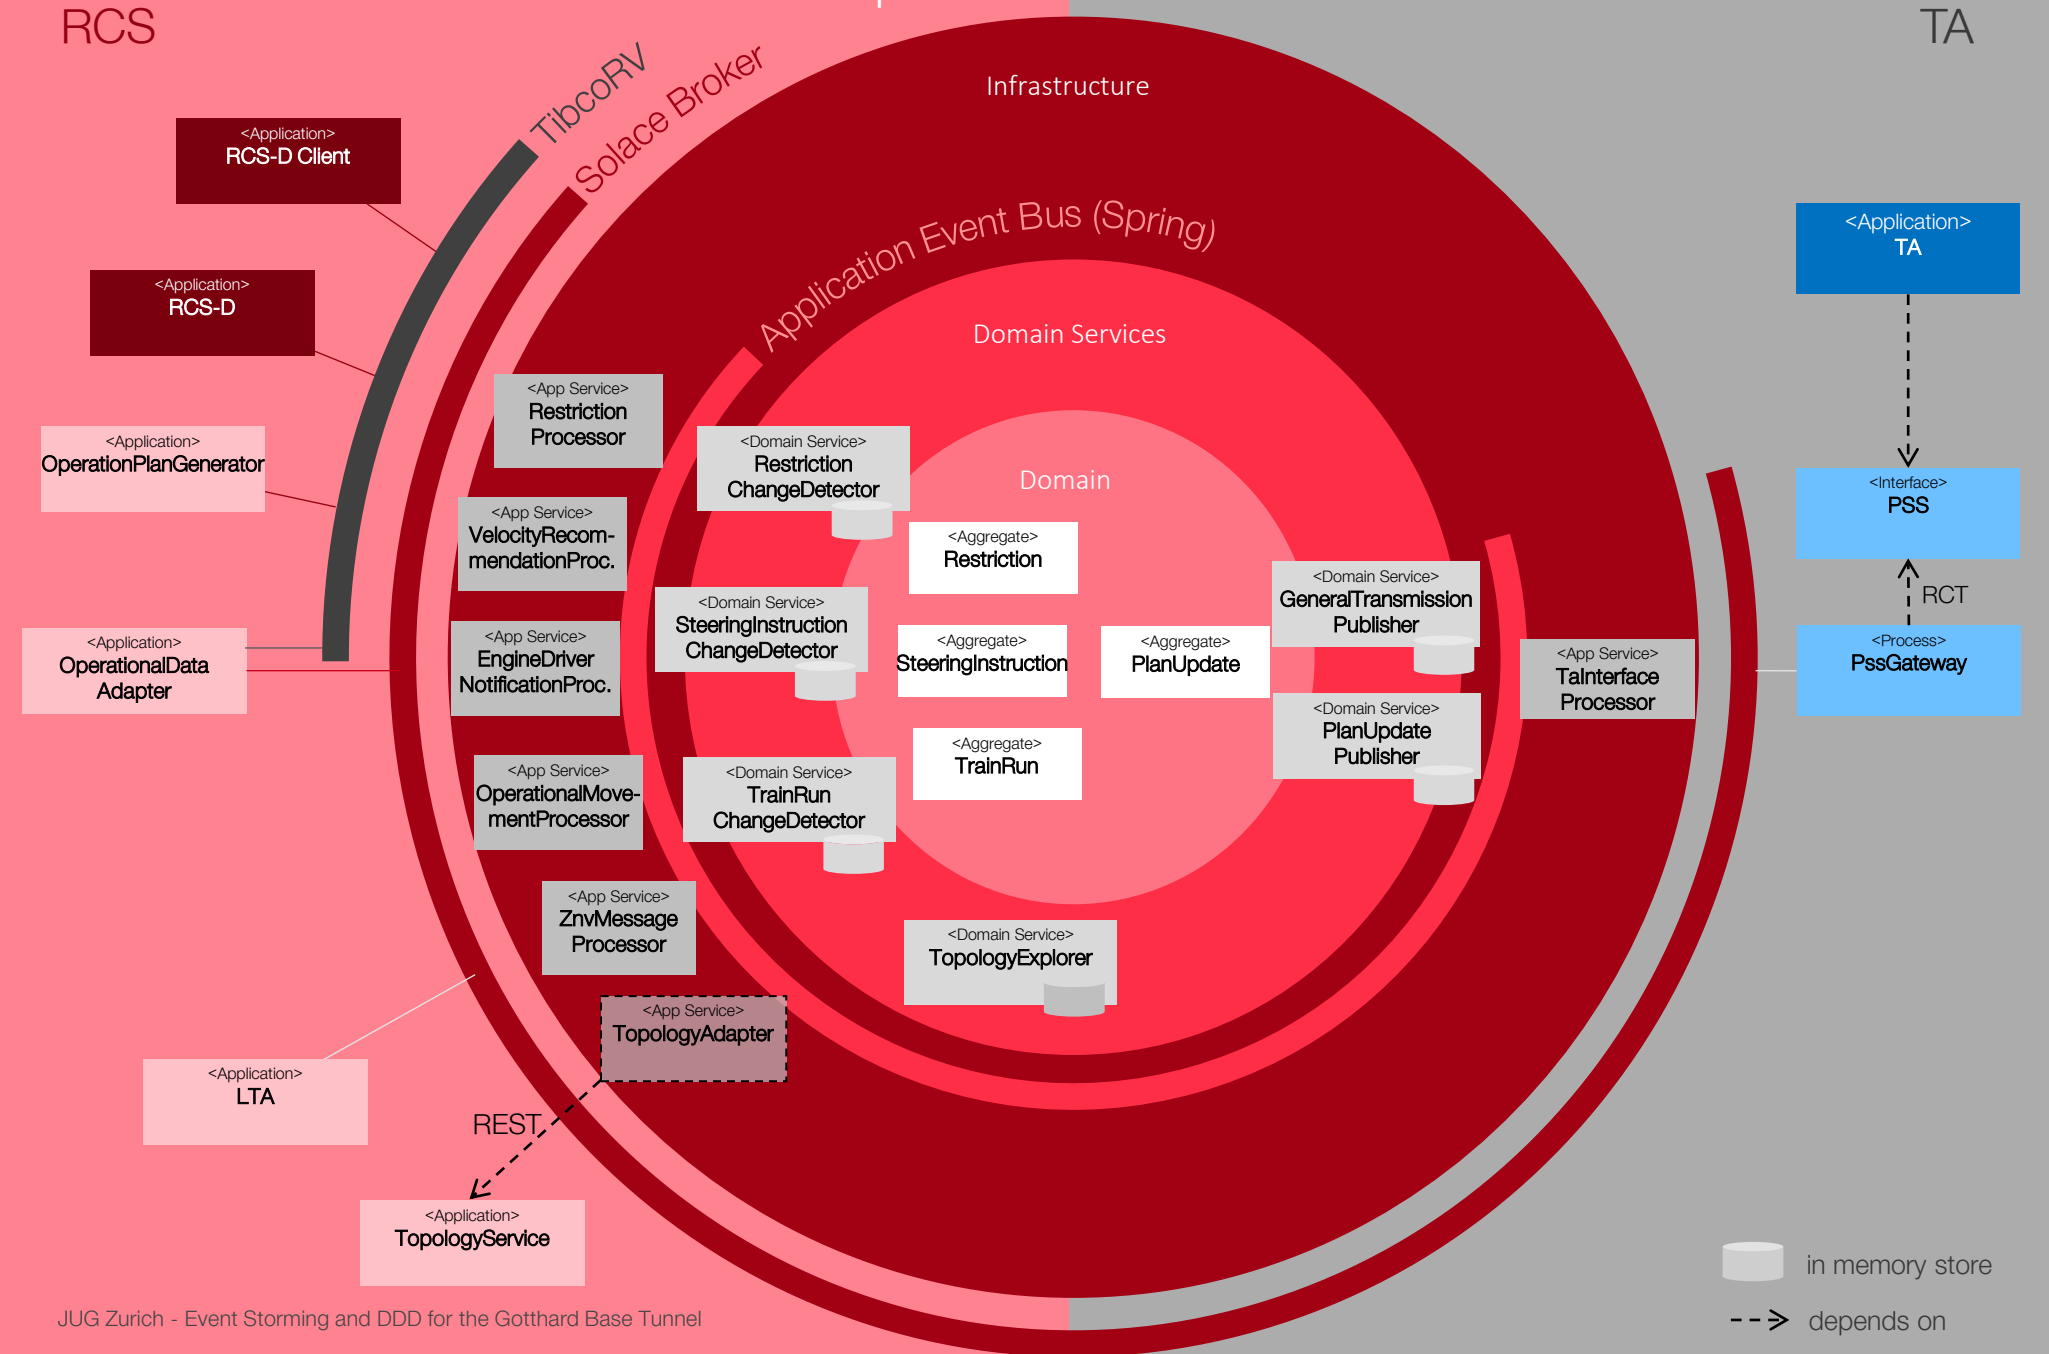 RCS
TA
TibcoRV
Solace Broker
Infrastructure
Application Event Bus (Spring)
Domain Services
Domain
<Application>
RCS-D Client
<Application>
RCS-D
<Application>
OperationPlanGenerator
<Application>
OperationalData
Adapter
<Application>
LTA
REST
<Application>
TopologyService
<App Service>
Restriction
Processor
<App Service>
VelocityRecom-
mendationProc.
<App Service>
EngineDriver
NotificationProc.
<App Service>
OperationalMove-
mentProcessor
<App Service>
ZnvMessage
Processor
<App Service>
TopologyAdapter
<Domain Service>
Restriction
ChangeDetector
<Domain Service>
SteeringInstruction
ChangeDetector
<Domain Service>
TrainRun
ChangeDetector
<Domain Service>
TopologyExplorer
<Aggregate>
Restriction
<Aggregate>
SteeringInstruction
<Aggregate>
PlanUpdate
<Aggregate>
TrainRun
<Domain Service>
GeneralTransmission
Publisher
<Domain Service>
PlanUpdate
Publisher
<App Service>
TaInterface
Processor
<Application>
TA
<Interface>
PSS
RCT
<Process>
PssGateway
in memory store
depends on
JUG Zurich - Event Storming and DDD for the Gotthard Base Tunnel